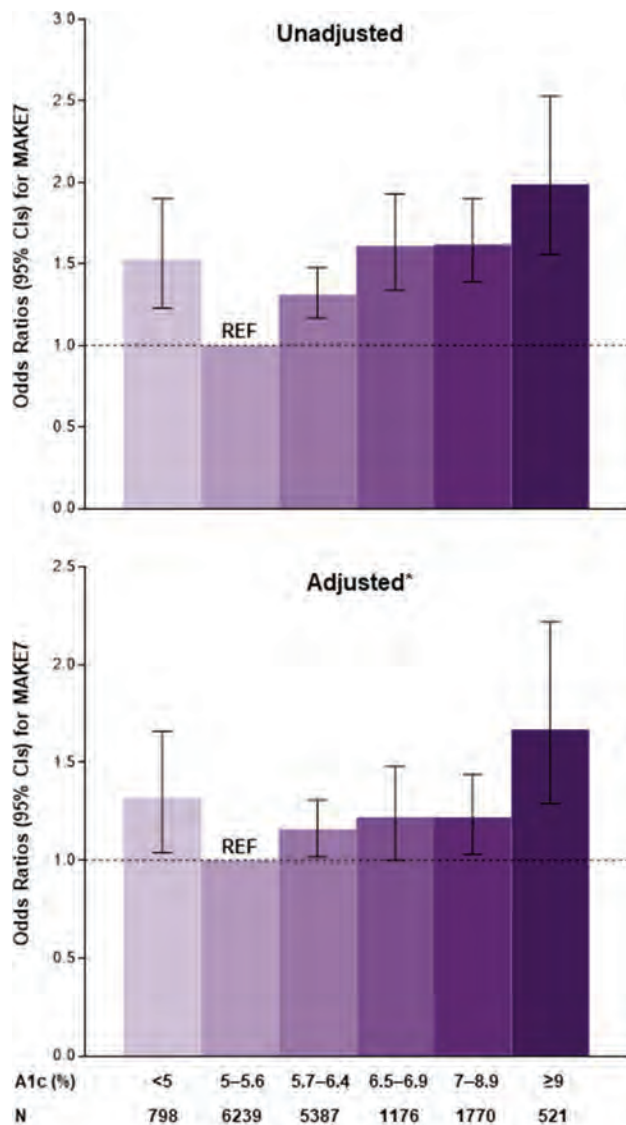 Unadjusted
Odds Ratios (95% CIs) for MAKE7
3.0
2.5
2.0
1.5
1.0
0.5
0.0
REF
Adjusted*
Odds Ratios (95% CIs) for MAKE7
2.5
2.0
1.5
1.0
0.5
0.0
REF
A1c (%) <5 5–5.6 5.7–6.4 6.5–6.9 7–8.9 ≥9
N 798 6239 5387 1176 1770 521